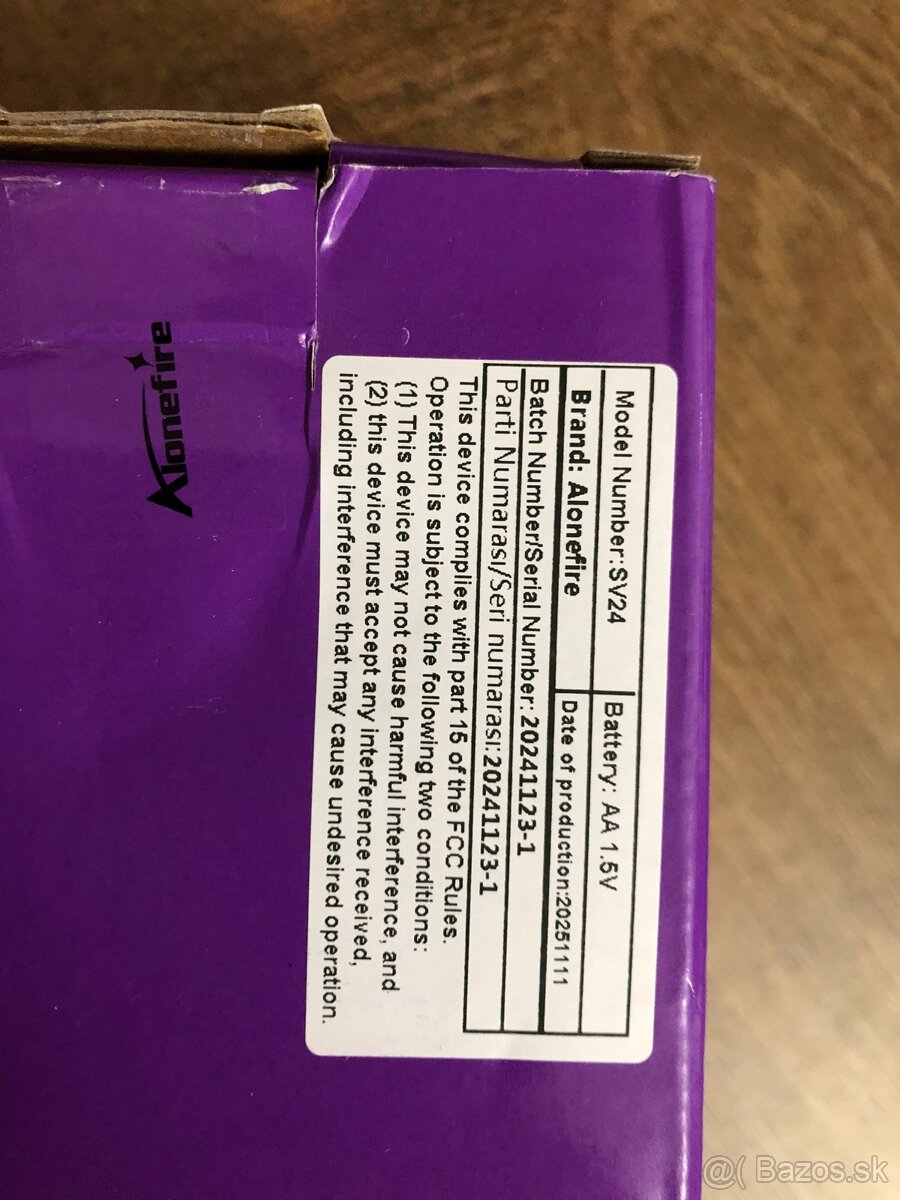 Model Number:SV24 Battery: AA 1.5V
Brand: Alonefire Date of production:20251111
Batch Number/Serial Number: 20241123-1
Parti Numarası/Seri numarası:20241123-1
This device complies with part 15 of the FCC Rules.
Operation is subject to the following two conditions:
(1) This device may not cause harmful interference, and
(2) this device must accept any interference received,
including interference that may cause undesired operation.
Alonefire
@( Bazos.sk